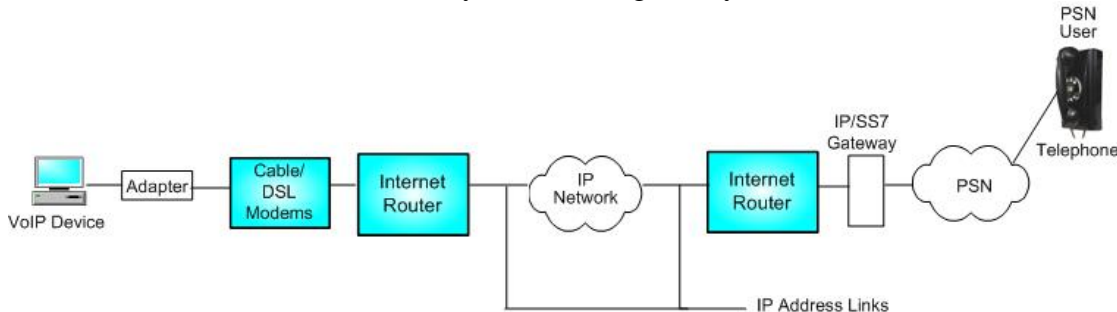 PSN
User
IP/SS7
Gateway
Telephone
Cable/
DSL
Modems
Internet
Router
IP
Network
Internet
Router
Adapter
PSN
VoIP Device
IP Address Links